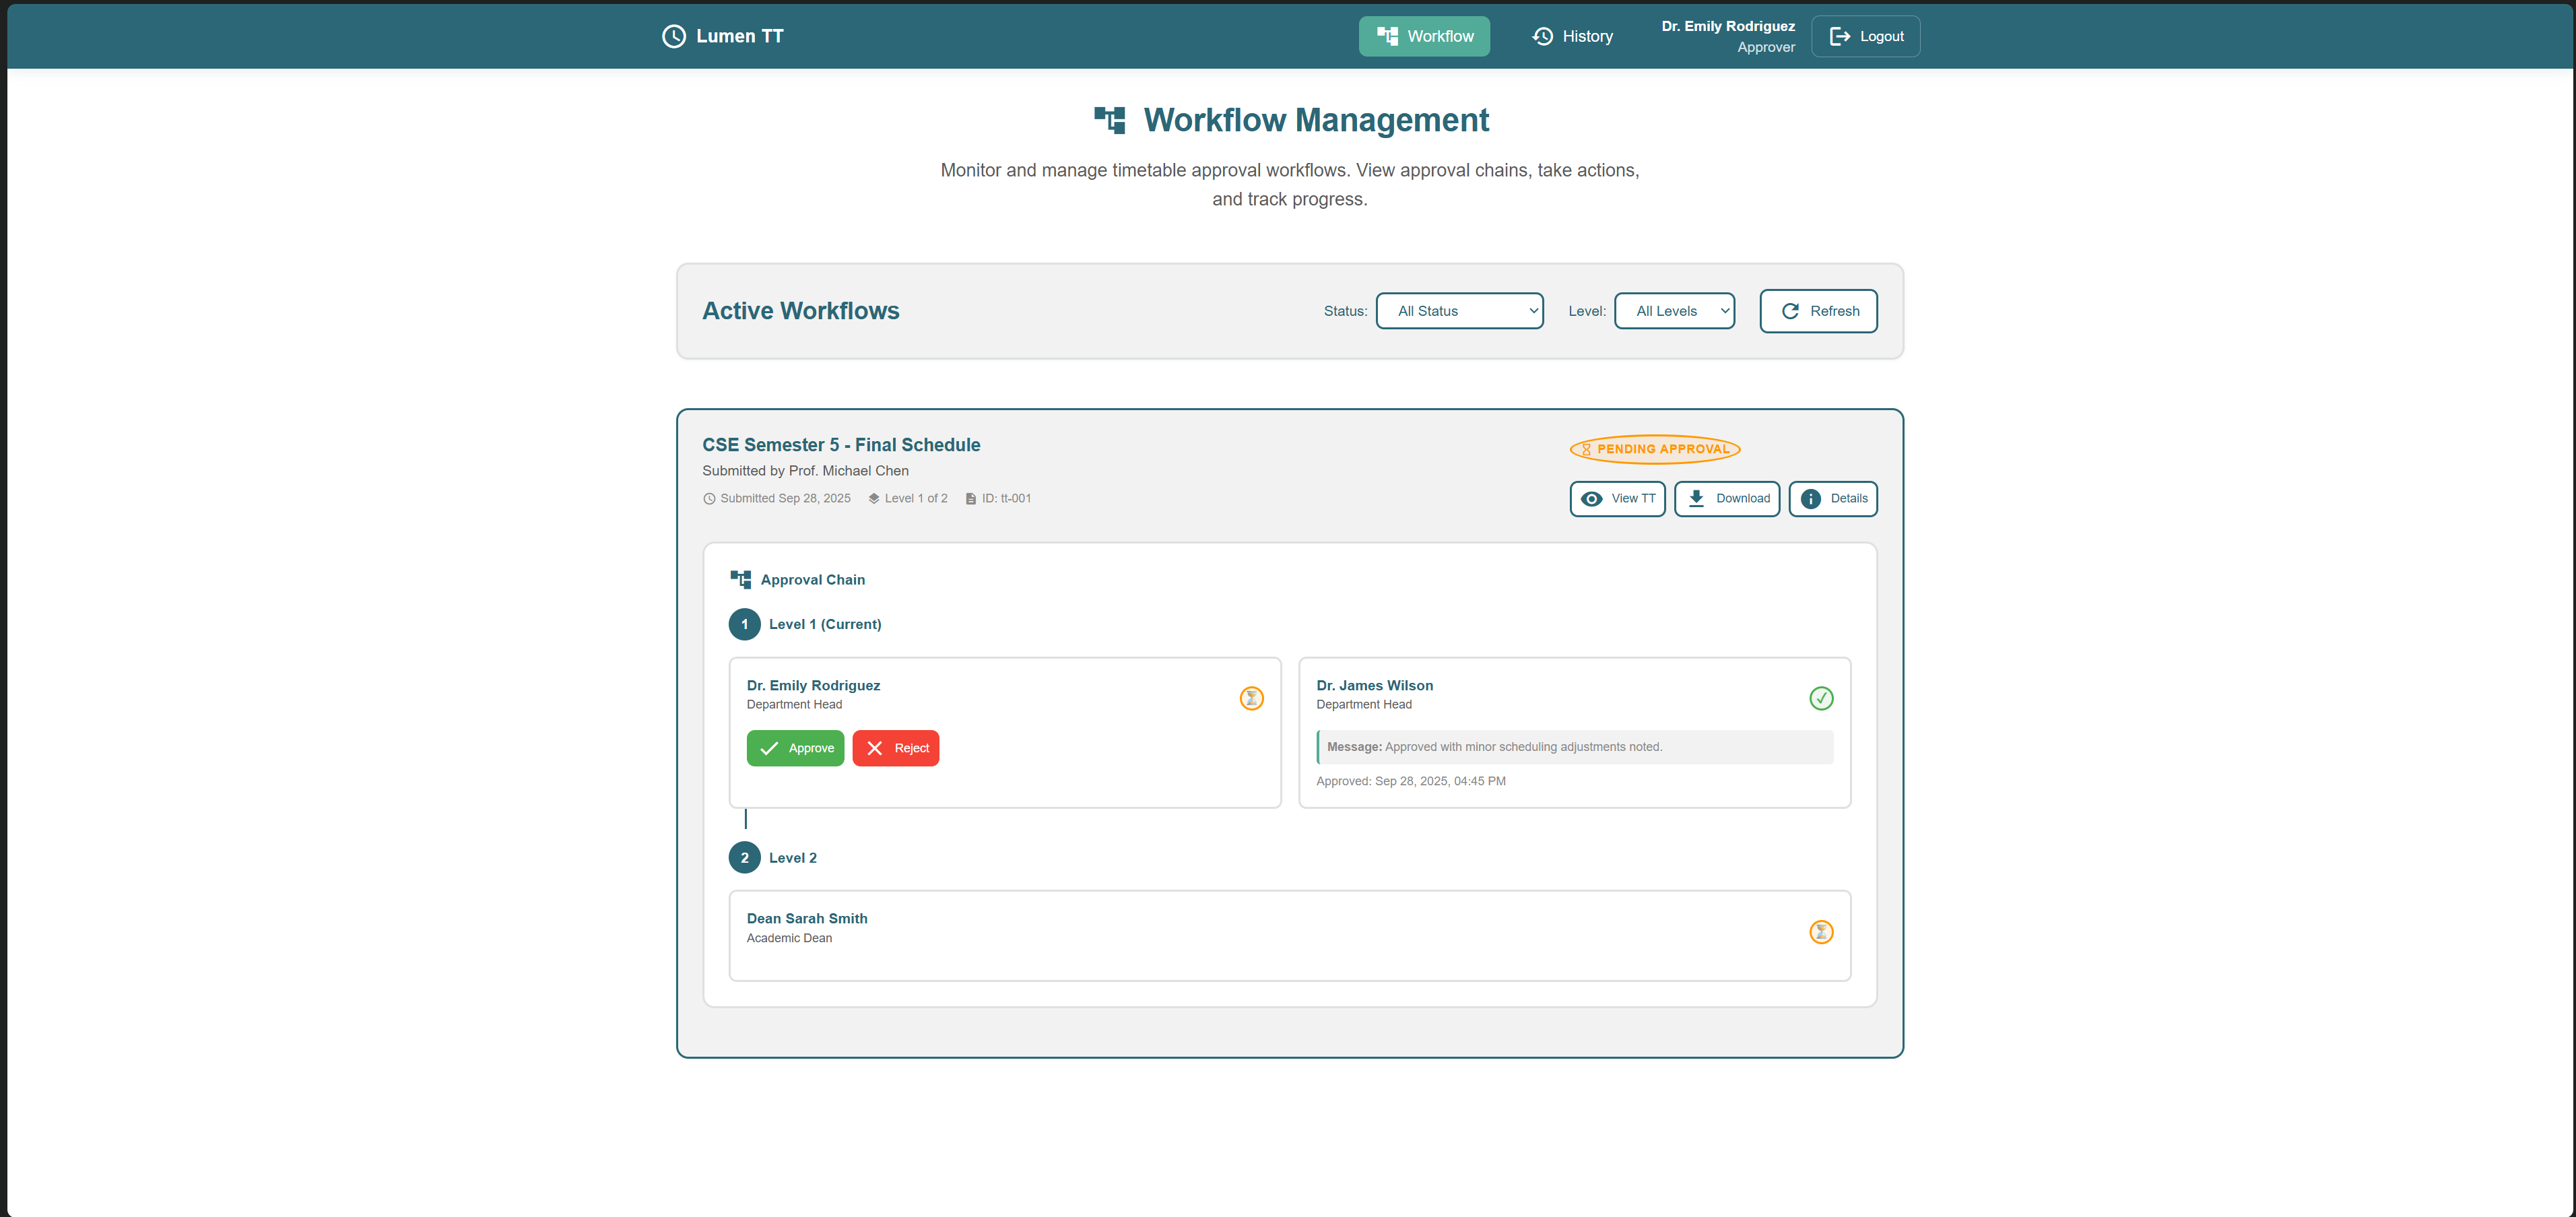 Lumen TT
Workflow
History
Dr. Emily Rodriguez
Approver
Logout
Workflow Management
Monitor and manage timetable approval workflows. View approval chains, take actions,
and track progress.
Active Workflows
Status:
All Status
Level:
All Levels
Refresh
CSE Semester 5 - Final Schedule
PENDING APPROVAL
Submitted by Prof. Michael Chen
Submitted Sep 28, 2025
Level 1 of 2
ID: tt-001
View TT
Download
Details
Approval Chain
1
Level 1 (Current)
Dr. Emily Rodriguez
Department Head
Approve
Reject
Dr. James Wilson
Department Head
Message: Approved with minor scheduling adjustments noted.
Approved: Sep 28, 2025, 04:45 PM
2
Level 2
Dean Sarah Smith
Academic Dean